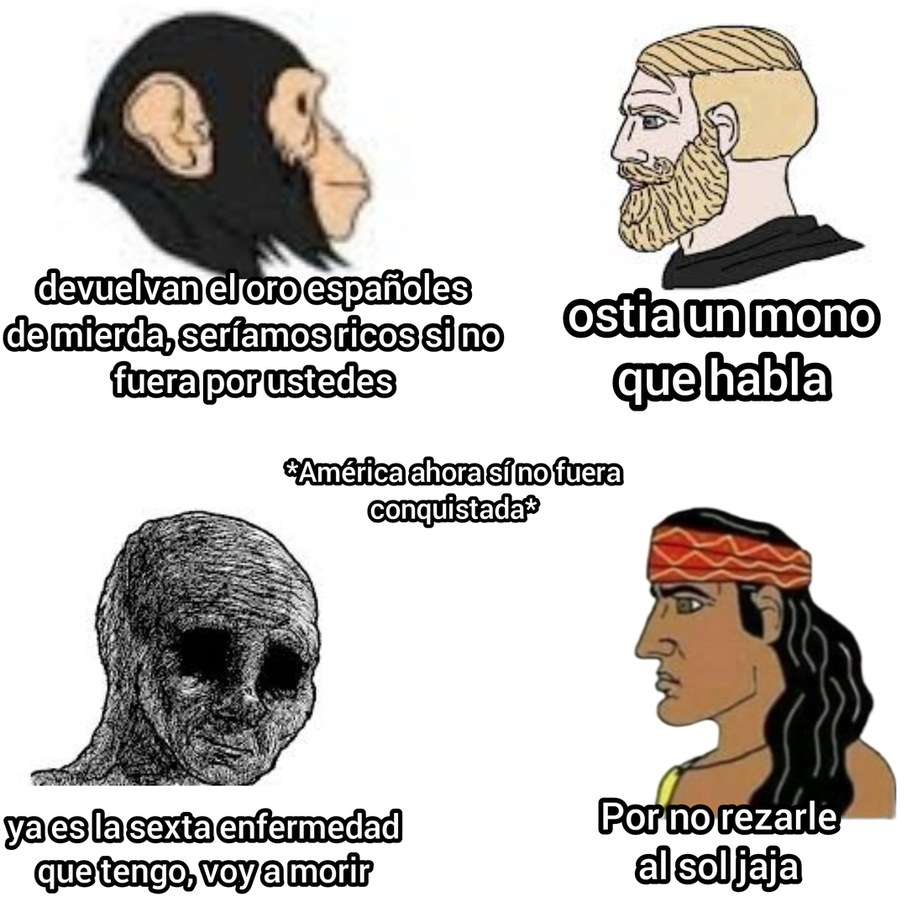 devuelvan el oro españoles
de mierda, seríamos ricos si no
fuera por ustedes
ostia un mono
que habla
*América ahora sí no fuera
conquistada*
ya es la sexta enfermedad
que tengo, voy a morir
Por no rezarle
al sol jaja